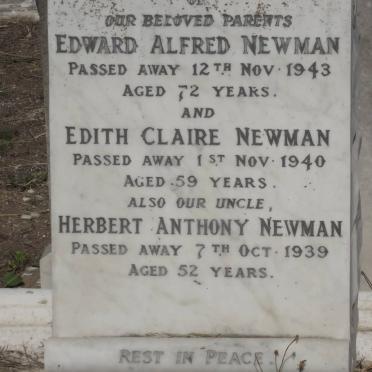 OF
OUR BELOVED PARENTS
EDWARD ALFRED NEWMAN
PASSED AWAY 12TH NOV. 1943
AGED 72 YEARS.
AND
EDITH CLAIRE NEWMAN
PASSED AWAY 1ST NOV. 1940
AGED 59 YEARS.
ALSO OUR UNCLE,
HERBERT ANTHONY NEWMAN
PASSED AWAY 7TH OCT. 1939
AGED 52 YEARS.
REST IN PEACE.